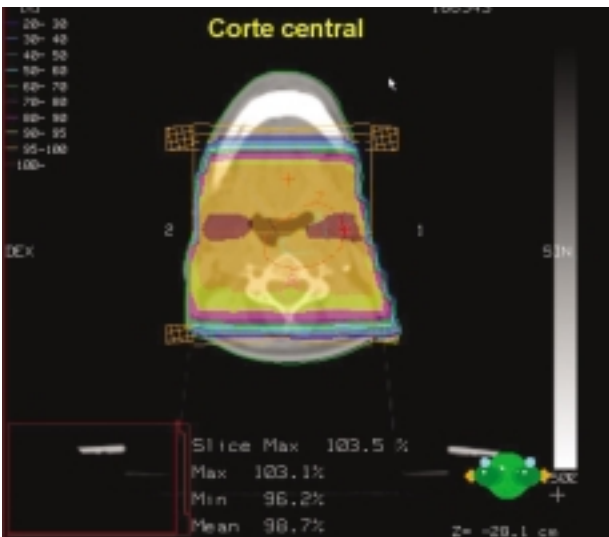 Corte central
20- 30
30- 40
40- 50
50- 60
60- 70
70- 80
80- 90
90- 95
95-100
100-
2
1
DEX
SIN
Slice Max 103.5 %
Max 103.1%
Min 96.2%
Mean 98.7%
Z= -20.1 cm